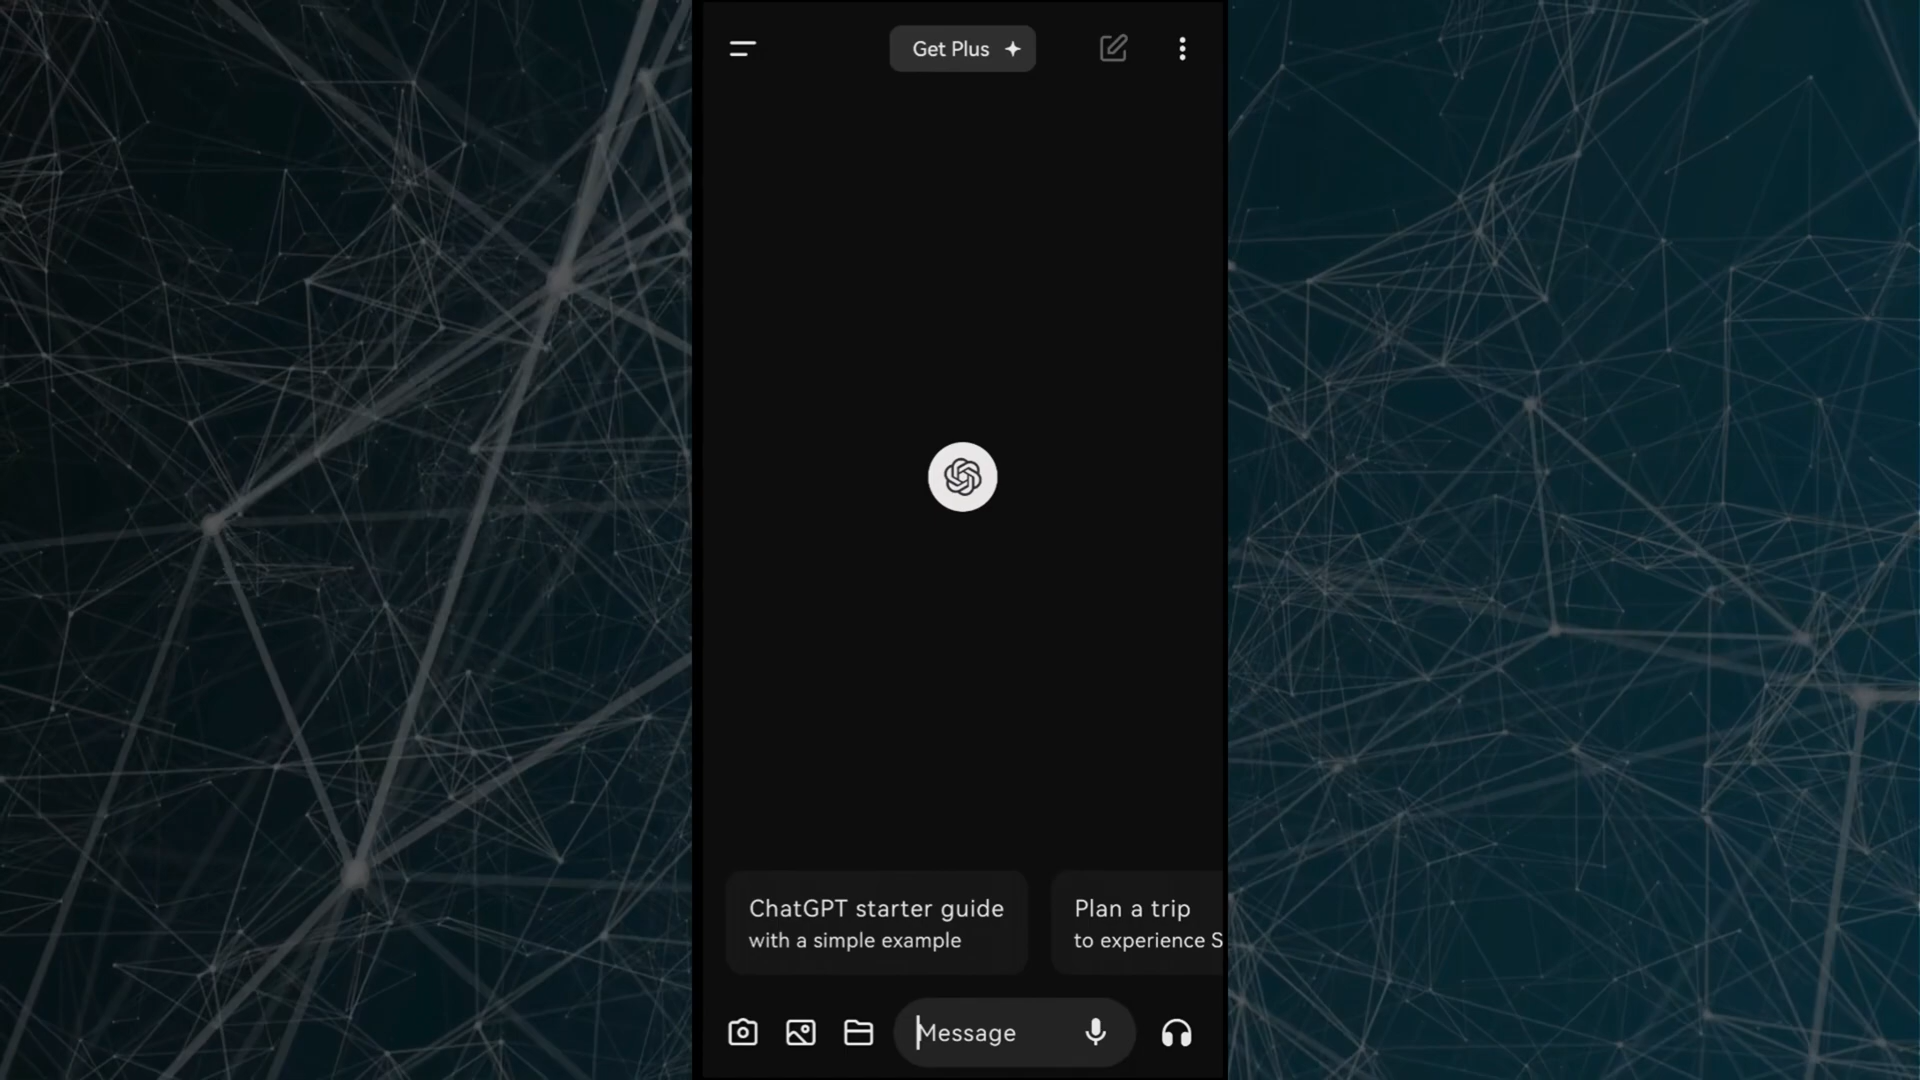 Get Plus
ChatGPT starter guide
with a simple example
Plan a trip
to experience S
Message